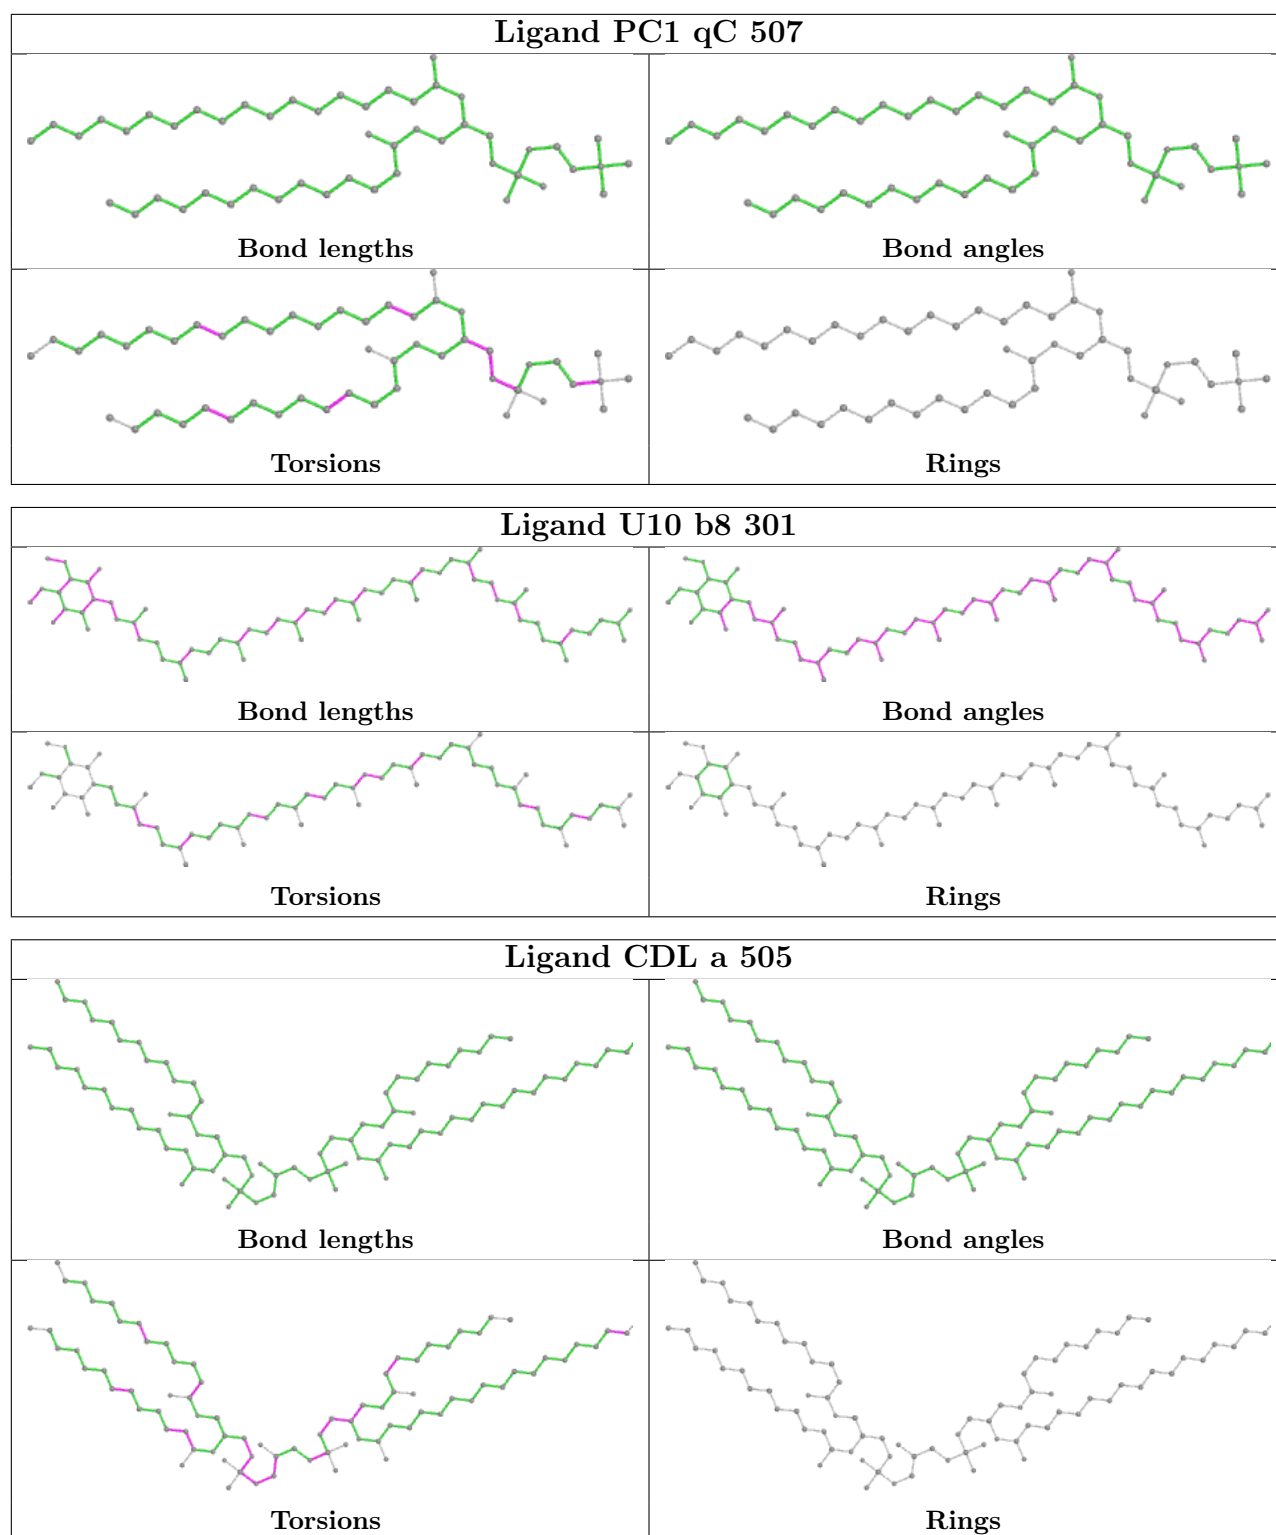 Ligand PC1 qC 507
Bond lengths
Bond angles
Torsions
Rings
Ligand U10 b8 301
Bond lengths
Bond angles
Torsions
Rings
Ligand CDL a 505
Bond lengths
Bond angles
Torsions
Rings